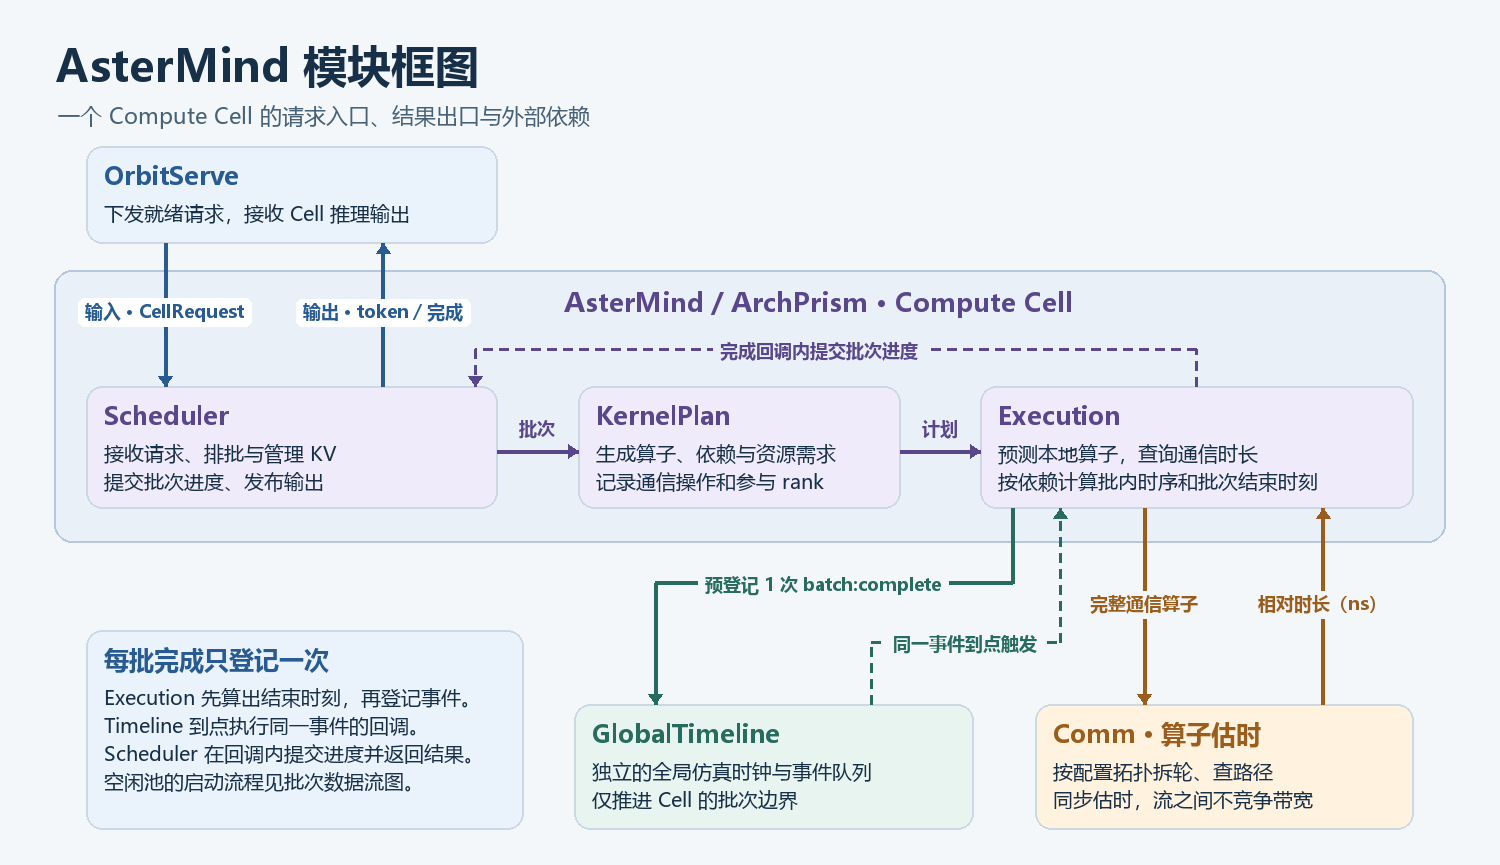 AsterMind 模块框图
一个 Compute Cell 的请求入口、结果出口与外部依赖
OrbitServe
下发就绪请求，接收 Cell 推理输出
输入 • CellRequest
输出 • token / 完成
AsterMind / ArchPrism • Compute Cell
完成回调内提交批次进度
Scheduler
接收请求、排批与管理 KV
提交批次进度、发布输出
批次
KernelPlan
生成算子、依赖与资源需求
记录通信操作和参与 rank
计划
Execution
预测本地算子，查询通信时长
按依赖计算批内时序和批次结束时刻
预登记 1 次 batch:complete
同一事件到点触发
完整通信算子
相对时长（ns）
每批完成只登记一次
Execution 先算出结束时刻，再登记事件。
Timeline 到点执行同一事件的回调。
Scheduler 在回调内提交进度并返回结果。
空闲池的启动流程见批次数据流图。
GlobalTimeline
独立的全局仿真时钟与事件队列
仅推进 Cell 的批次边界
Comm • 算子估时
按配置拓扑拆轮、查路径
同步估时，流之间不竞争带宽